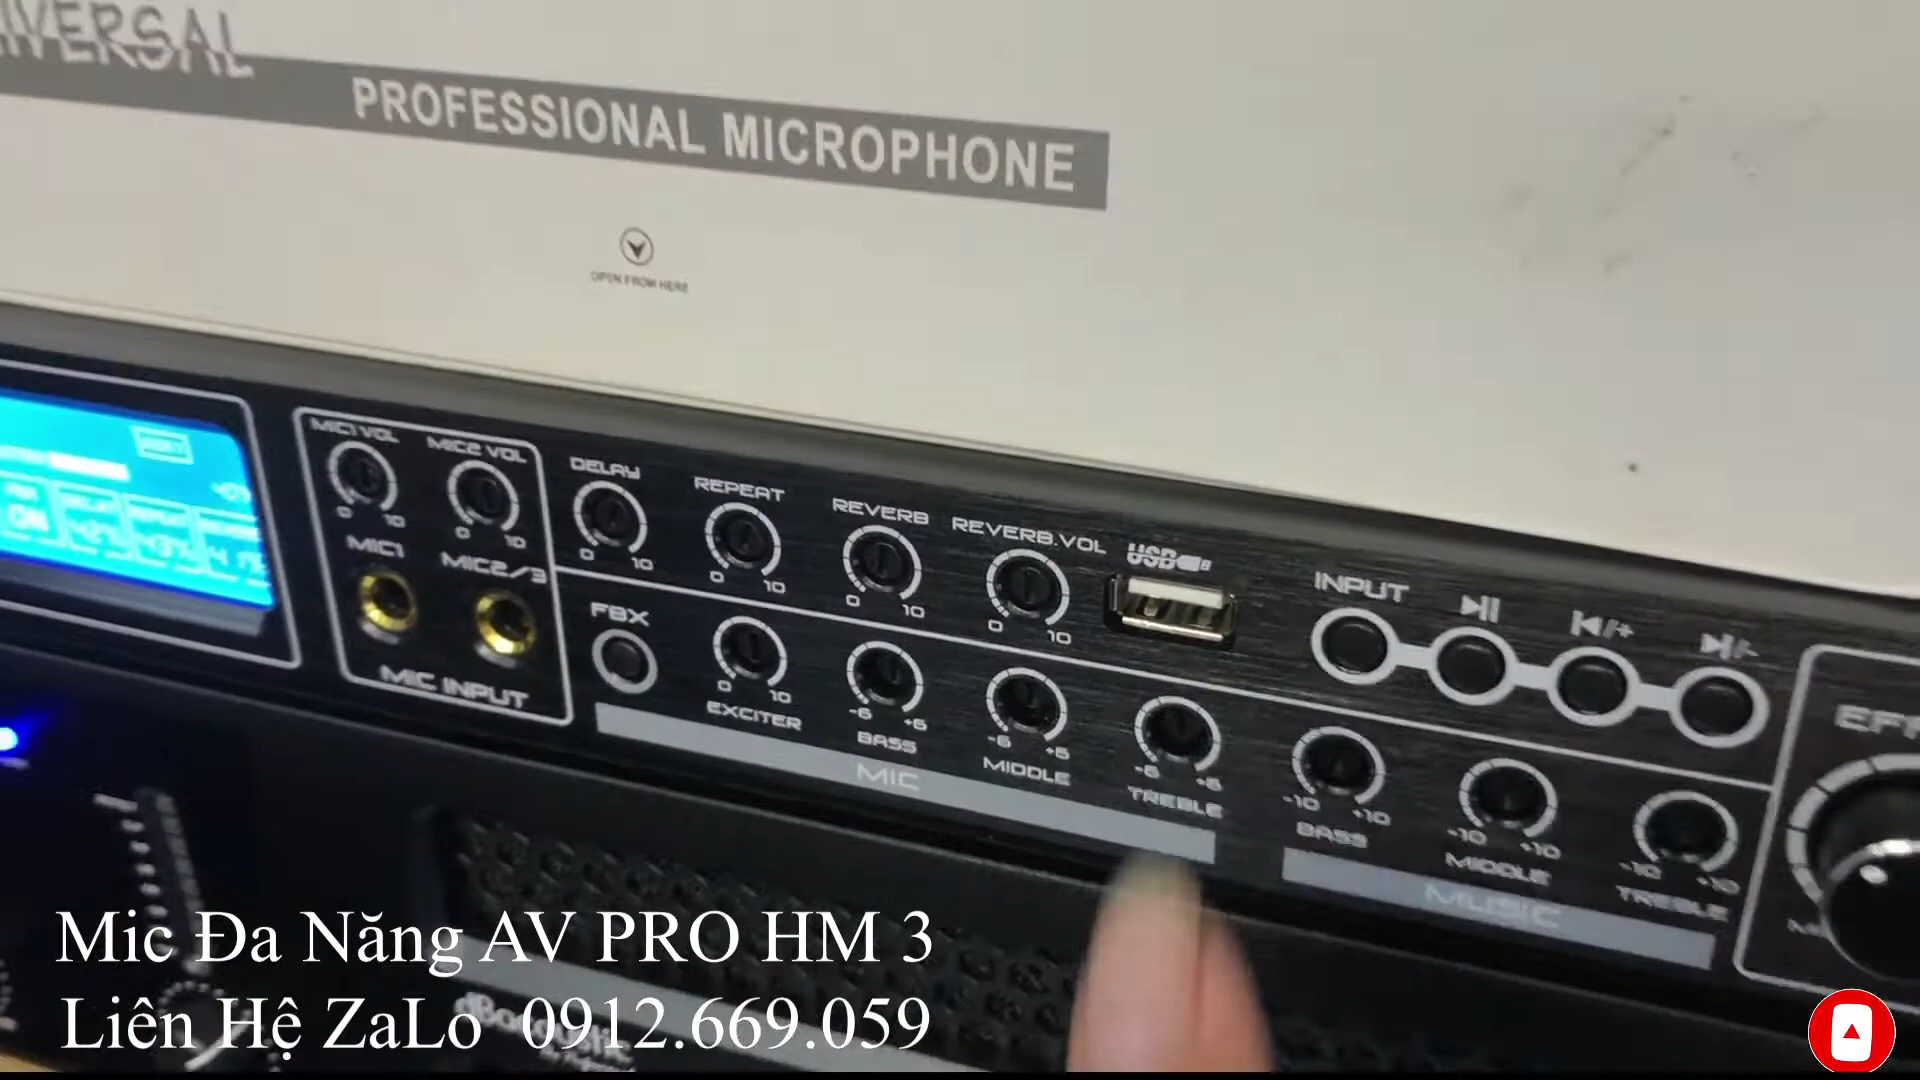 PROFESSIONAL MICROPHONE
OPEN FROM HERE
MIC1 VOL
MIC2 VOL
DELAY
REPEAT
REVERB
REVERB.VOL
USB
INPUT
0 10
0 10
0 10
0 10
0 10
0 10
MIC1
MIC2/3
MIC INPUT
ON
42%
43%
FBX
0 10
EXCITER
-6 +6
BASS
-6 +6
MIDDLE
-6 +6
TREBLE
MIC
-10 +10
BASS
-10 +10
MIDDLE
-10 +10
TREBLE
MUSIC
Mic Đa Năng AV PRO HM 3
Liên Hệ ZaLo 0912.669.059